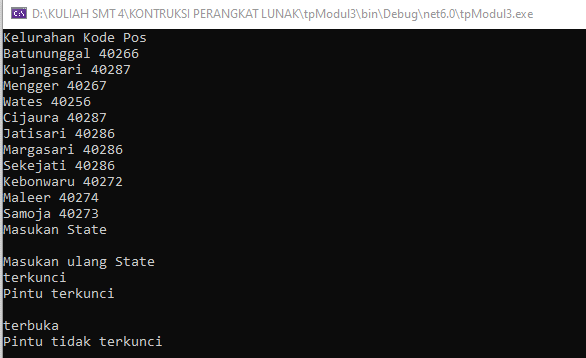 D:\KULIAH SMT 4\KONTRUKSI PERANGKAT LUNAK\tpModul3\bin\Debug\net6.0\tpModul3.exe
Kelurahan Kode Pos
Batununggal 40266
Kujangsari 40287
Mengger 40267
Wates 40256
Cijaura 40287
Jatisari 40286
Margasari 40286
Sekejati 40286
Kebonwaru 40272
Maleer 40274
Samoja 40273
Masukan State
Masukan ulang State
terkunci
Pintu terkunci
terbuka
Pintu tidak terkunci